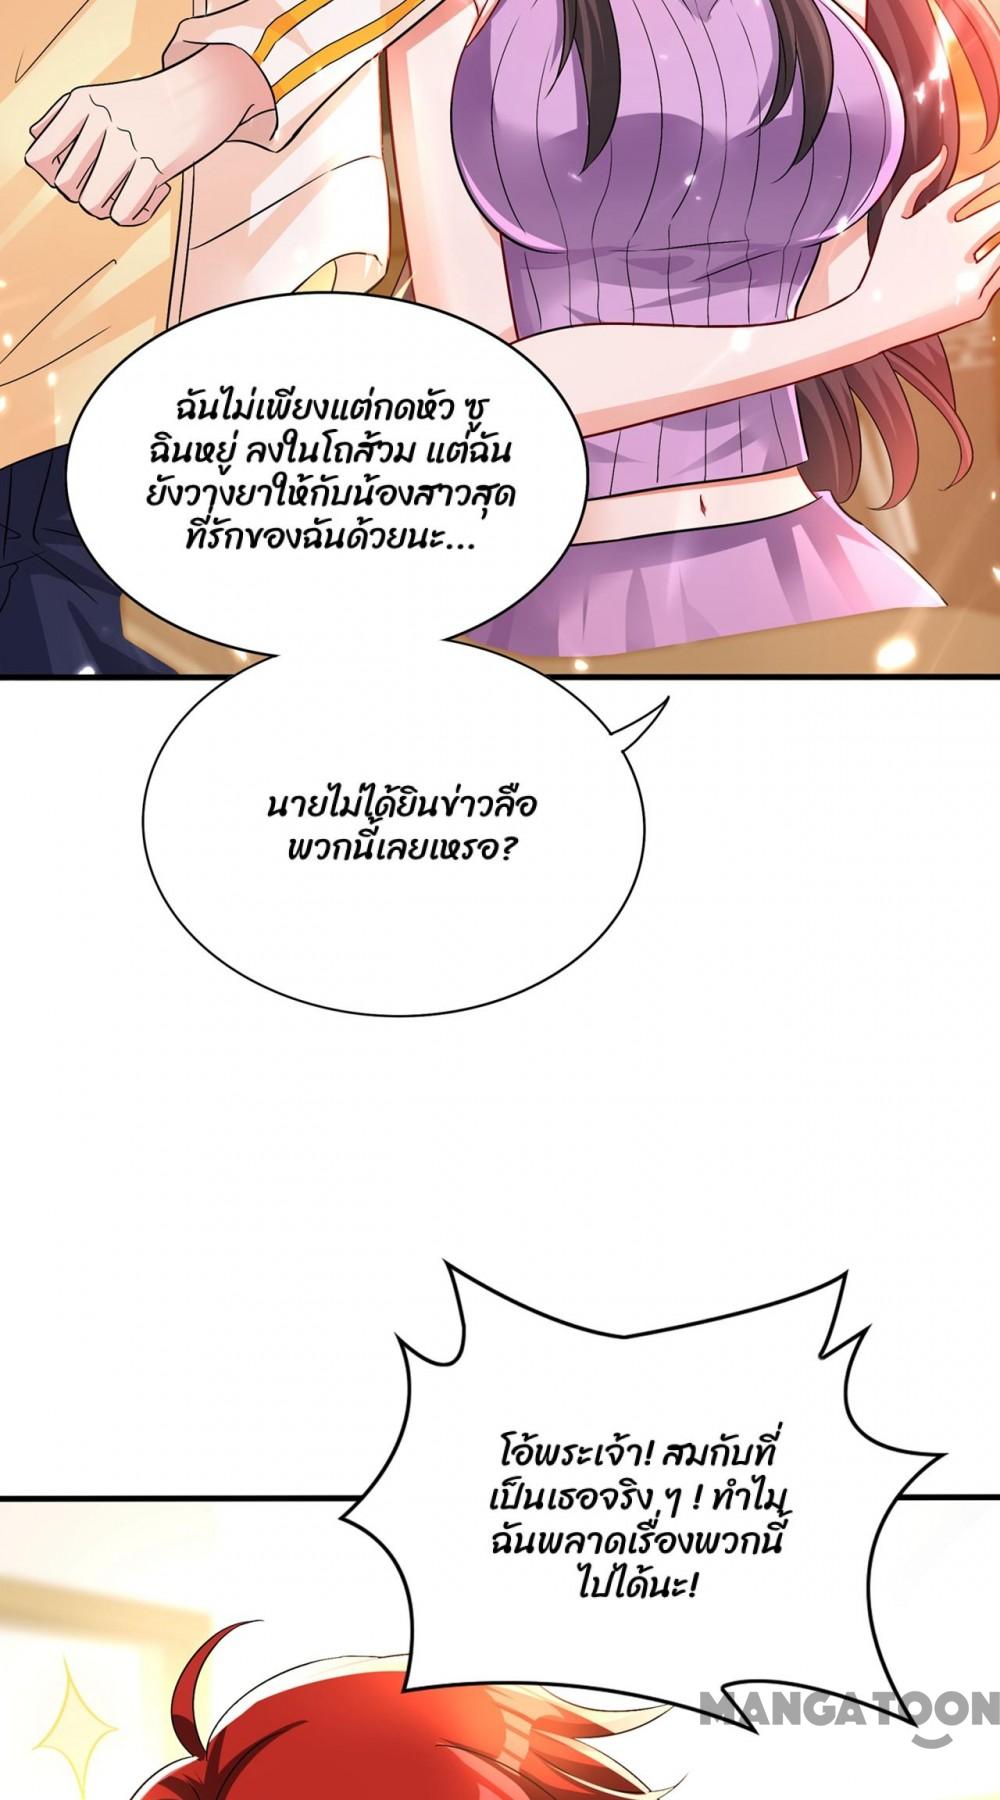 ฉันไม่เพียงแต่กดหัว ซู
ฉินหยู่ ลงในโถส้วม แต่ฉัน
ยังวางยาให้กับน้องสาวสุด
ที่รักของฉันด้วยนะ...
นายไม่ได้ยินข่าวลือ
พวกนี้เลยเหรอ?
โอ้พระเจ้า! สมกับที่
เป็นเธอจริง ๆ ! ทำไม
ฉันพลาดเรื่องพวกนี้
ไปได้นะ!
MANGA TOON